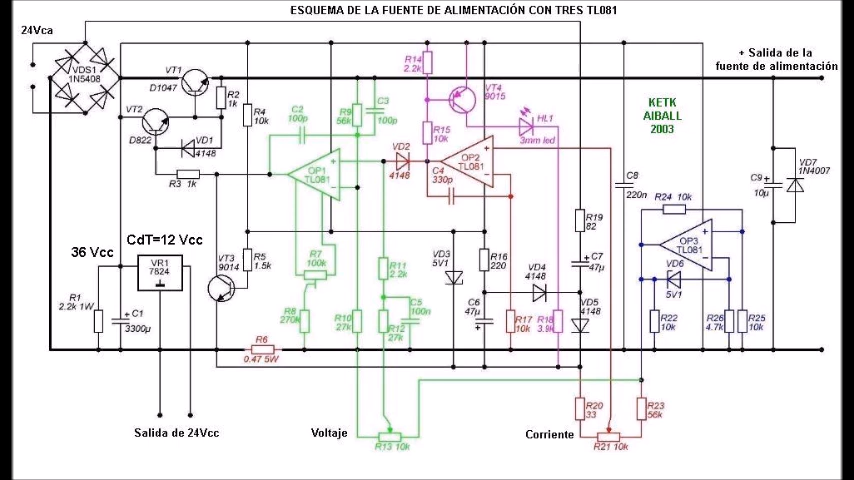 ESQUEMA DE LA FUENTE DE ALIMENTACIÓN CON TRES TL081
24Vca
VDS1
1N5408
VT1
D1047
R2
1k
VT2
D822
VD1
4148
R3 1k
R4
10k
C2
100p
R9
56k
C3
100p
R14
2.2k
VT4
9015
R15
10k
HL1
3mm led
+ Salida de la
fuente de alimentación
KETK
AIBALL
2003
OP1
TL081
VD2
4148
OP2
TL081
C4
330p
C8
220n
C9
10µ
VD7
1N4007
R24 10k
OP3
TL081
VD6
5V1
R19
82
C7
47µ
36 Vcc
CdT=12 Vcc
VR1
7824
VT3
9014
R5
1.5k
R7
100k
R11
2.2k
VD3
5V1
R16
220
VD4
4148
VD5
4148
R1
2.2k 1W
C1
3300µ
R8
270k
R10
27k
C5
100n
R12
27k
C6
47µ
R17
10k
R18
3.9k
R22
10k
R26
4.7k
R25
10k
R6
0.47 5W
Salida de 24Vcc
Voltaje
R13 10k
Corriente
R20
33
R21 10k
R23
56k